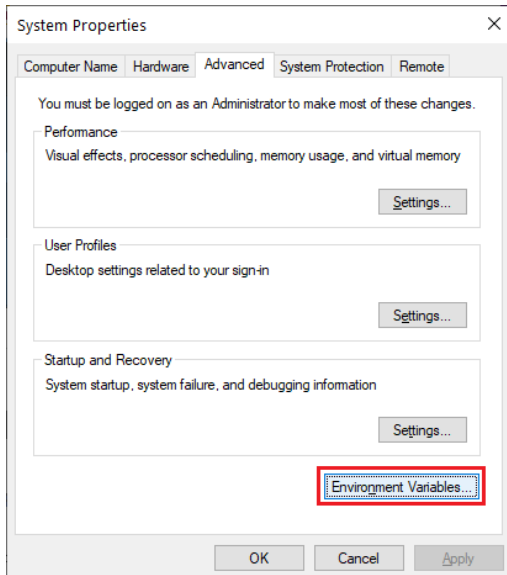 System Properties
Computer Name Hardware Advanced System Protection Remote
You must be logged on as an Administrator to make most of these changes.
Performance
Visual effects, processor scheduling, memory usage, and virtual memory
Settings...
User Profiles
Desktop settings related to your sign-in
Settings...
Startup and Recovery
System startup, system failure, and debugging information
Settings...
Environment Variables...
OK Cancel Apply